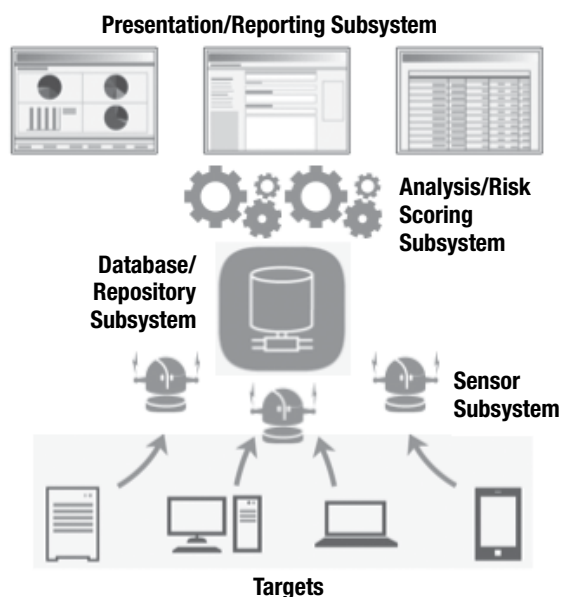 Presentation/Reporting Subsystem
Analysis/Risk
Scoring
Subsystem
Database/
Repository
Subsystem
Sensor
Subsystem
Targets